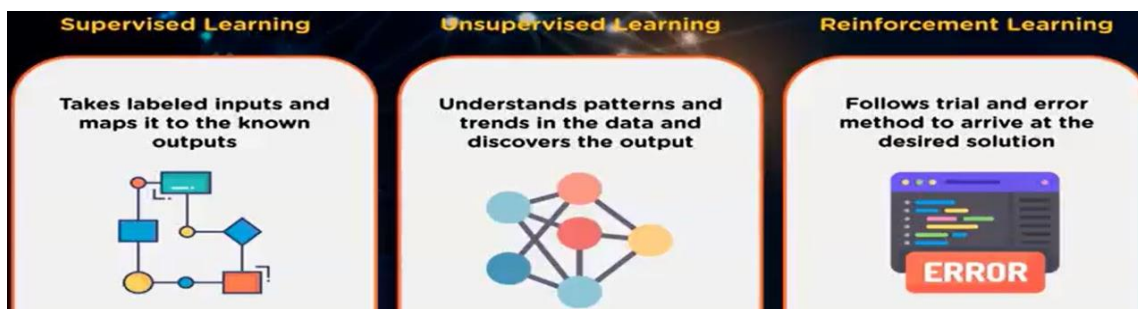 Supervised Learning
Takes labeled inputs and
maps it to the known
outputs
Unsupervised Learning
Understands patterns and
trends in the data and
discovers the output
Reinforcement Learning
Follows trial and error
method to arrive at the
desired solution
ERROR